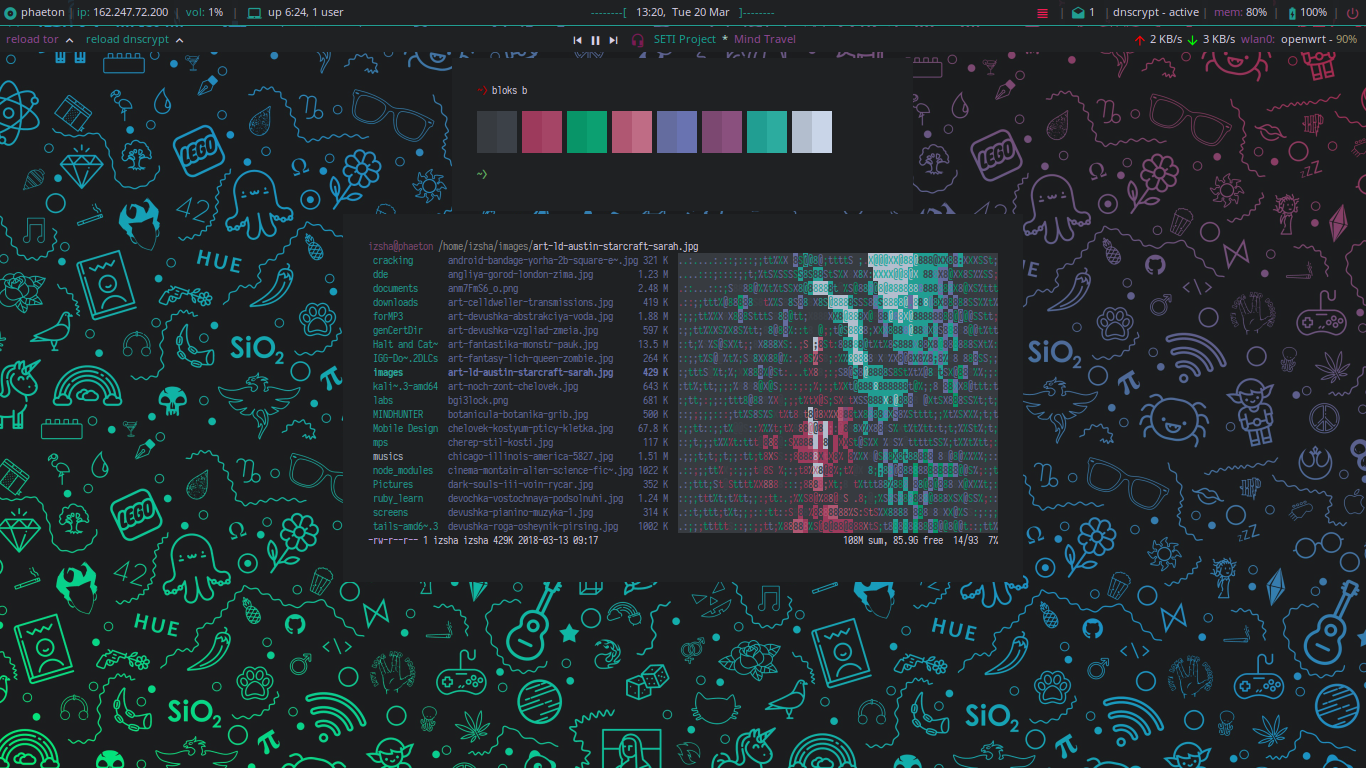 phaeton | ip: 162.247.72.200 | vol: 1% | up 6:24, 1 user
--------[ 13:20, Tue 20 Mar ]--------
1 | dnscrypt - active | mem: 80% | 100% |
reload tor reload dnscrypt
SETI Project * Mind Travel
2 KB/s 3 KB/s wlan0: openwrt - 90%
~> bloks b
~>
izsha@phaeton /home/izsha/images/art-ld-austin-starcraft-sarah.jpg
cracking android-bandage-yorha-2b-square-e~.jpg 321 K
dde angliya-gorod-london-zima.jpg 1.23 M
documents anm7FmS6_o.png 2.48 M
downloads art-celldweller-transmissions.jpg 419 K
forMP3 art-devushka-abstrakciya-voda.jpg 1.88 M
genCertDir art-devushka-vzgliad-zmeia.jpg 597 K
Halt and Cat~ art-fantastika-monstr-pauk.jpg 13.5 M
IGG-Do~.2DLCs art-fantasy-lich-queen-zombie.jpg 264 K
images art-ld-austin-starcraft-sarah.jpg 429 K
kali~.3-amd64 art-noch-zont-chelovek.jpg 643 K
labs bgi3lock.png 681 K
MINDHUNTER botanicula-botanika-grib.jpg 500 K
Mobile Design chelovek-kostyum-pticy-kletka.jpg 67.8 K
mps cherep-stil-kosti.jpg 117 K
musics chicago-illinois-america-5827.jpg 1.51 M
node_modules cinema-montain-alien-science-fic~.jpg 1022 K
Pictures dark-souls-iii-voin-rycar.jpg 352 K
ruby_learn devochka-vostochnaya-podsolnuhi.jpg 1.24 M
screens devushka-pianino-muzyka-1.jpg 314 K
tails-amd6~.3 devushka-roga-osheynik-pirsing.jpg 1002 K
-rw-r--r-- 1 izsha izsha 429K 2018-03-13 09:17 108M sum, 85.9G free 14/93 7%
LEGO
LEGO
42
Ω
zzZ
HUE
</>
SiO2
SiO2
π
LEGO
42
Ω
HUE
</>
HUE
</>
SiO2
SiO2
π
π